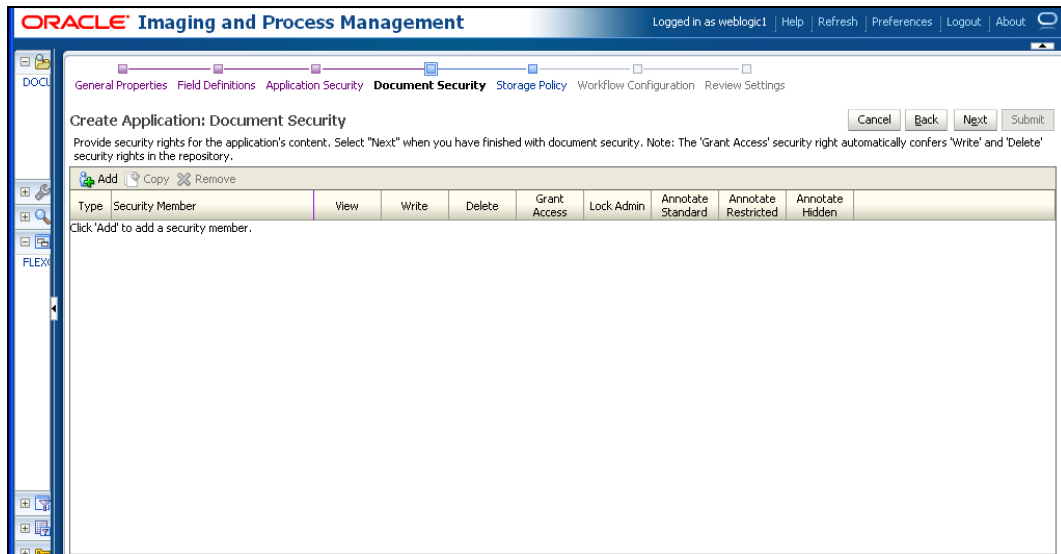 ORACLE Imaging and Process Management
Logged in as weblogic1 | Help | Refresh | Preferences | Logout | About
DOCU
General Properties Field Definitions Application Security Document Security Storage Policy Workflow Configuration Review Settings
Create Application: Document Security
Cancel Back Next Submit
Provide security rights for the application's content. Select "Next" when you have finished with document security. Note: The 'Grant Access' security right automatically confers 'Write' and 'Delete'
security rights in the repository.
Add Copy Remove
Type Security Member View Write Delete Grant Access Lock Admin Annotate Standard Annotate Restricted Annotate Hidden
Click 'Add' to add a security member.
FLEXC